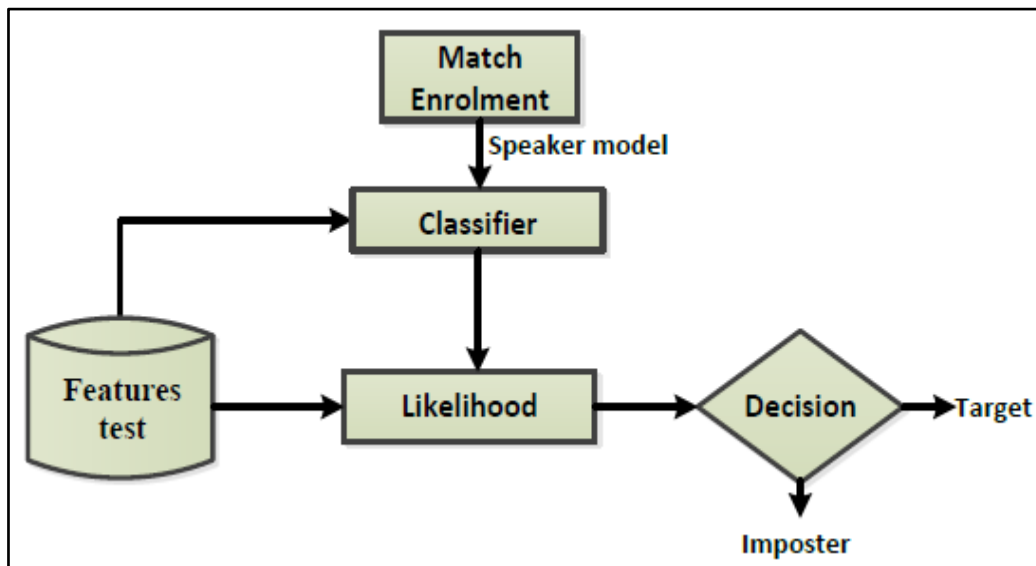 Match
Enrolment
Speaker model
Classifier
Features
test
Likelihood
Decision
Target
Imposter